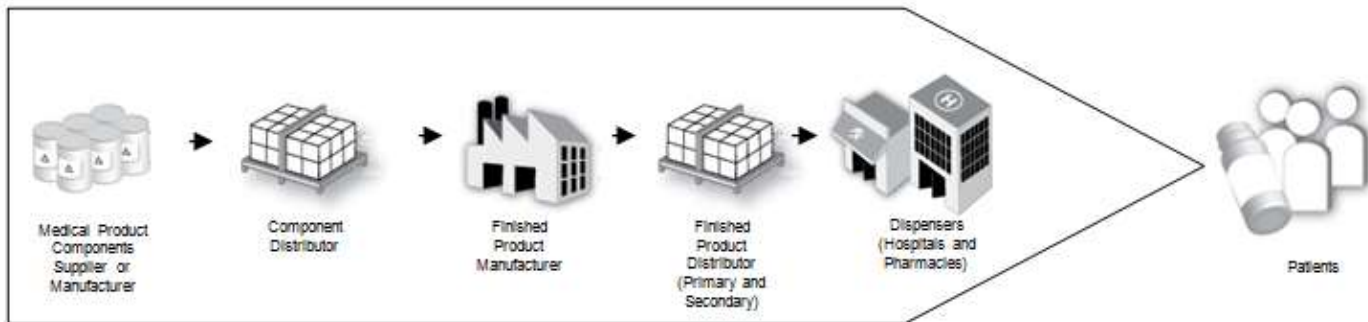 Medical Product
Components
Supplier or
Manufacturer
Component
Distributor
Finished
Product
Manufacturer
Finished
Product
Distributor
(Primary and
Secondary)
Dispensers
(Hospitals and
Pharmacies)
H
Patients